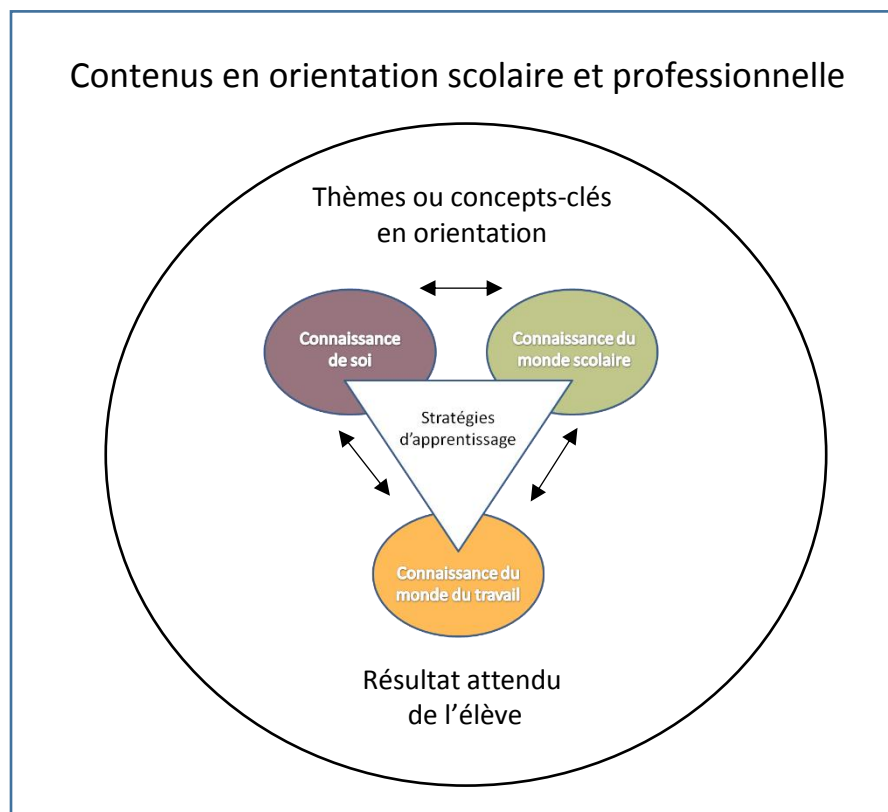 Contenus en orientation scolaire et professionnelle
Thèmes ou concepts-clés
en orientation
Connaissance
de soi
Connaissance du
monde scolaire
Stratégies
d'apprentissage
Connaissance du
monde du travail
Résultat attendu
de l'élève